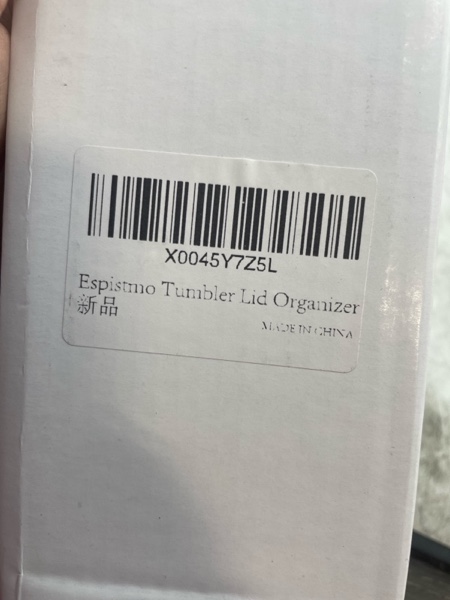 X0045Y7Z5L
Espistmo Tumbler Lid Organizer
新品
MADE IN CHINA